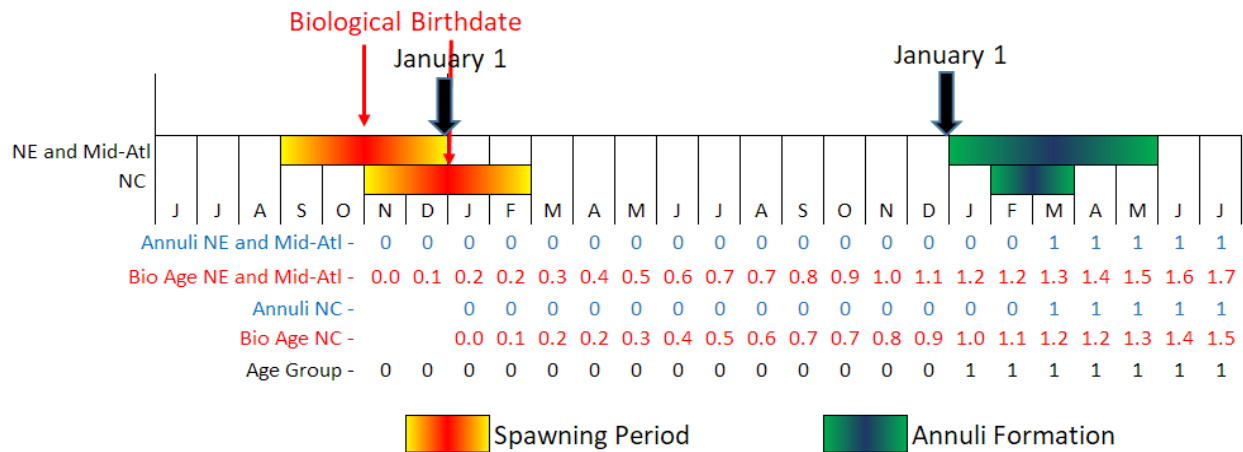 Biological Birthdate
January 1
January 1
NE and Mid-Atl
NC
J J A S O N D J F M A M J J A S O N D J F M A M J J
Annuli NE and Mid-Atl - 0 0 0 0 0 0 0 0 0 0 0 0 0 0 0 0 1 1 1 1 1
Bio Age NE and Mid-Atl - 0.0 0.1 0.2 0.2 0.3 0.4 0.5 0.6 0.7 0.7 0.8 0.9 1.0 1.1 1.2 1.2 1.3 1.4 1.5 1.6 1.7
Annuli NC - 0 0 0 0 0 0 0 0 0 0 0 0 0 0 1 1 1 1 1
Bio Age NC - 0.0 0.1 0.2 0.2 0.3 0.4 0.5 0.6 0.7 0.7 0.8 0.9 1.0 1.1 1.2 1.2 1.3 1.4 1.5
Age Group - 0 0 0 0 0 0 0 0 0 0 0 0 0 0 1 1 1 1 1 1 1
Spawning Period
Annuli Formation